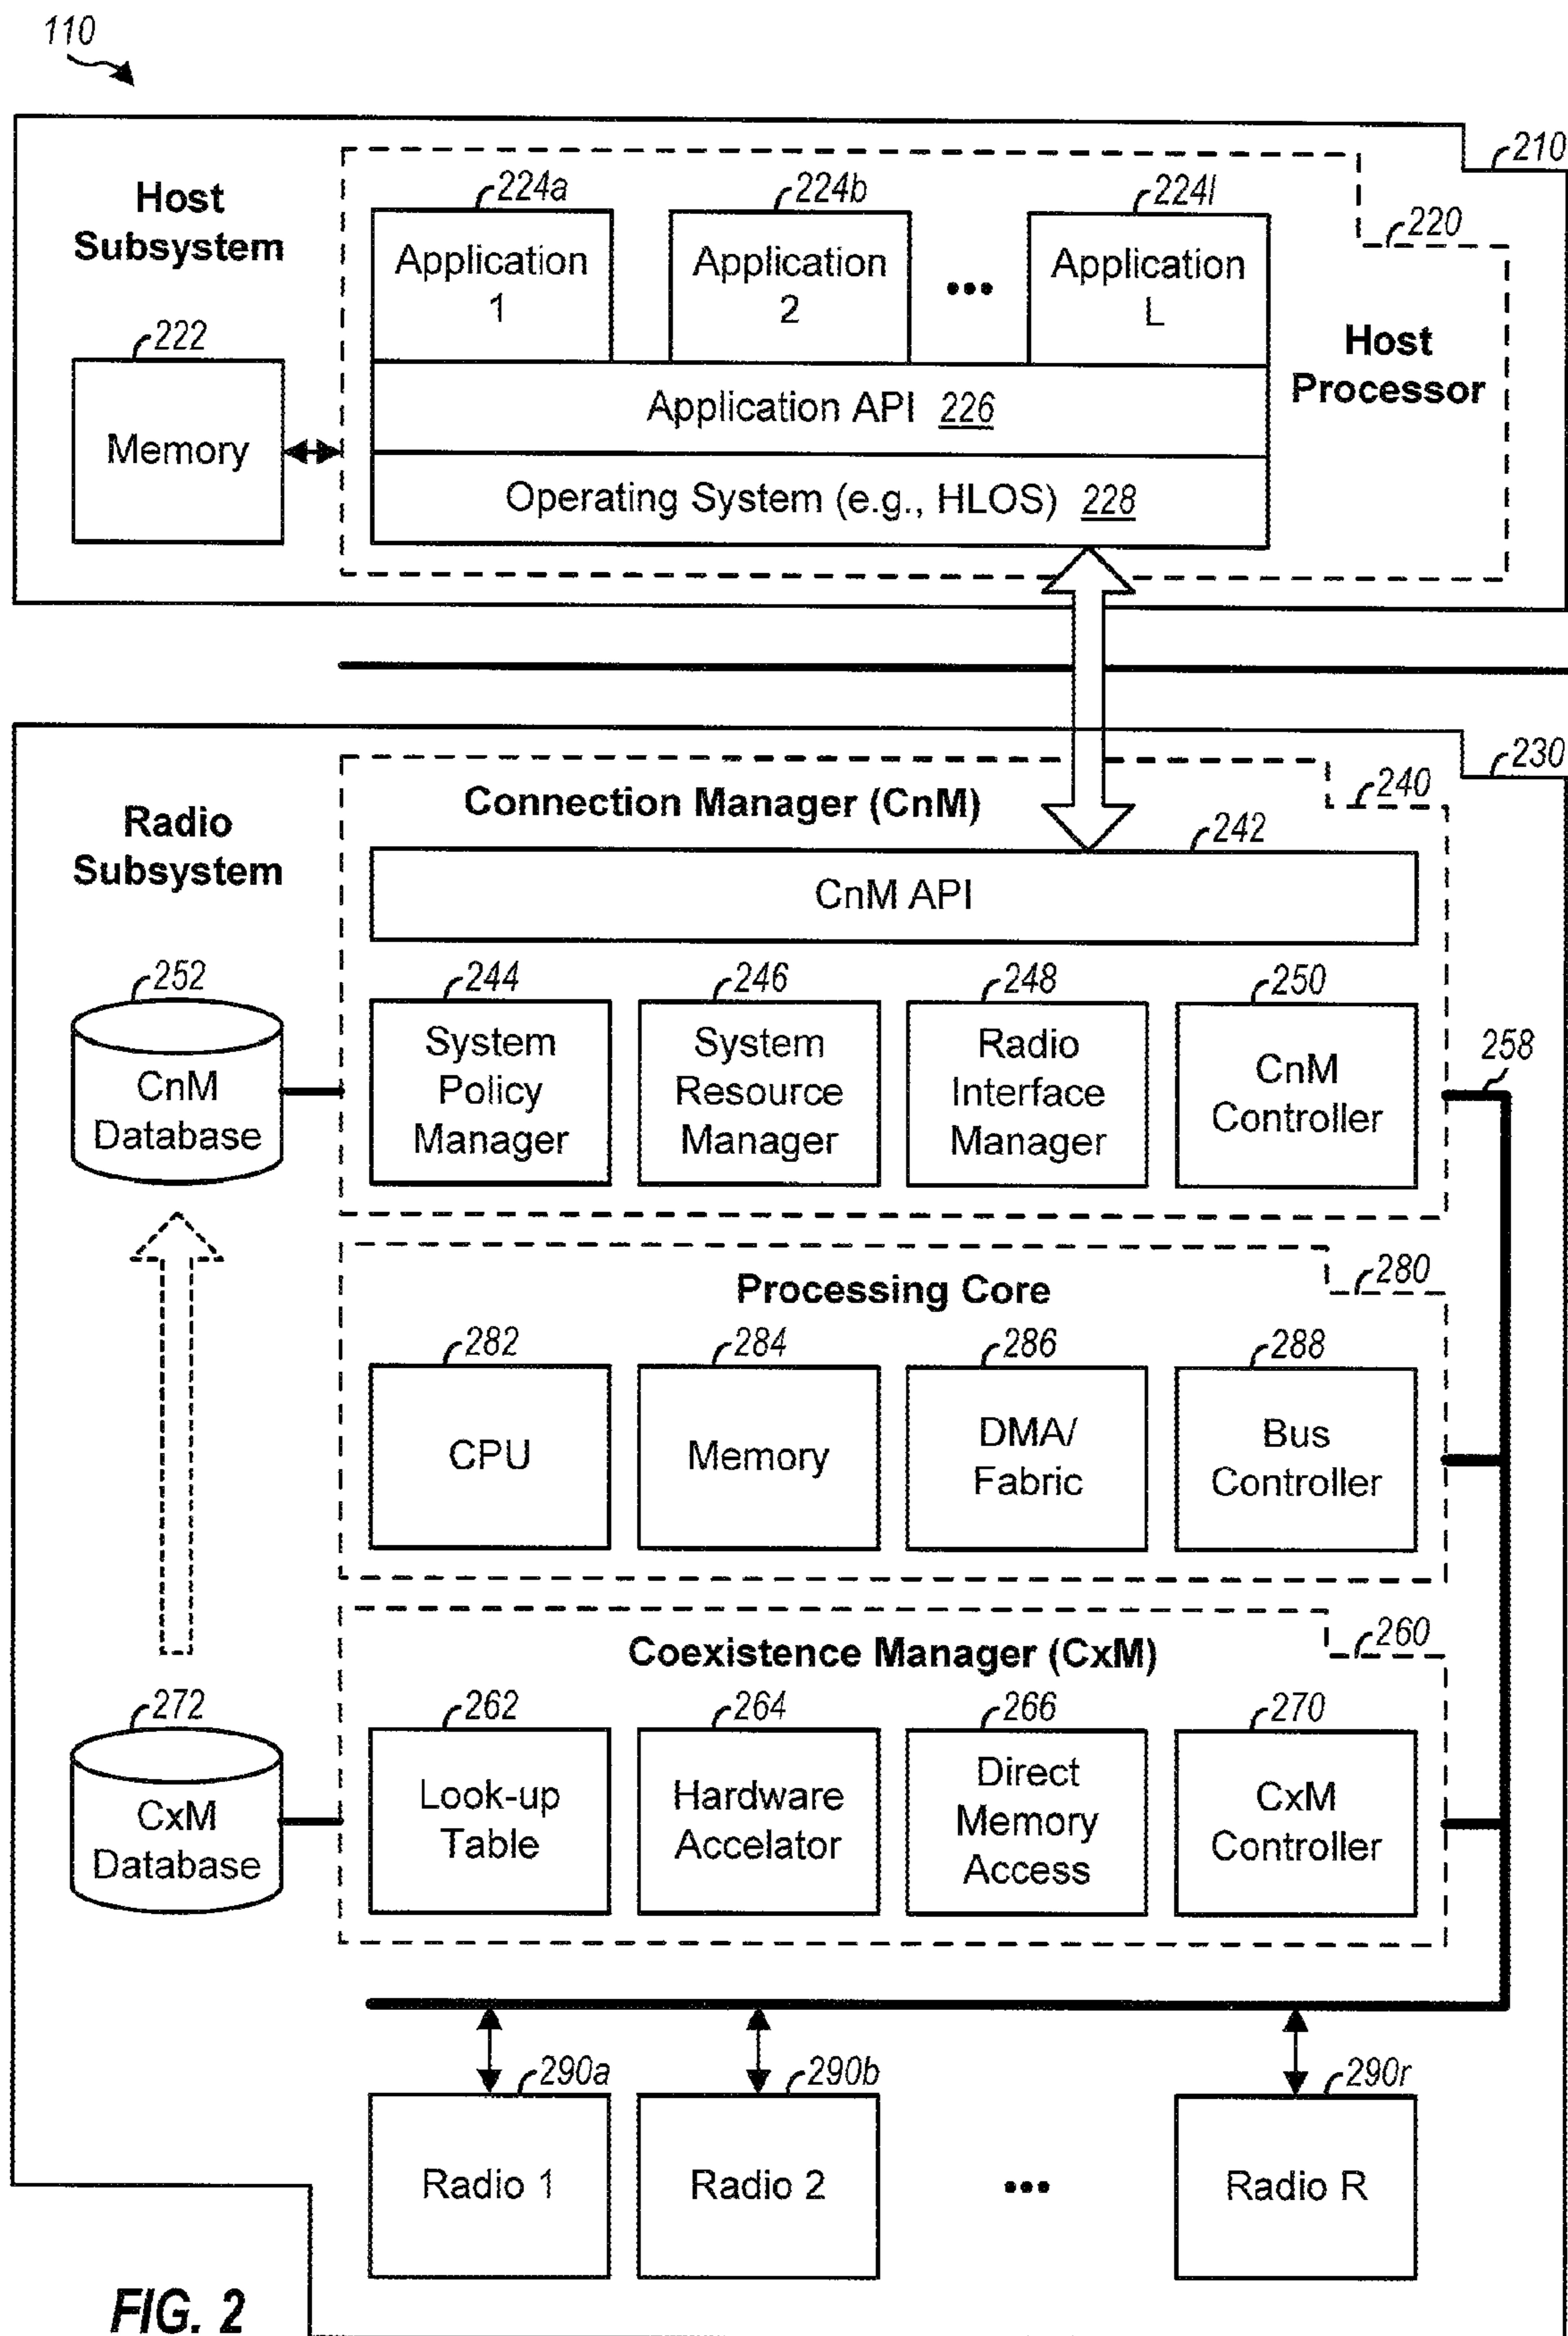 110
210
Host
Subsystem
224a
224b
224l
220
Application
1
Application
2
•••
Application
L
Host
Processor
222
Memory
Application API 226
Operating System (e.g., HLOS) 228
230
Radio
Subsystem
Connection Manager (CnM)
240
242
CnM API
252
CnM
Database
244
System
Policy
Manager
246
System
Resource
Manager
248
Radio
Interface
Manager
250
CnM
Controller
258
Processing Core
280
282
CPU
284
Memory
286
DMA/
Fabric
288
Bus
Controller
Coexistence Manager (CxM)
260
272
CxM
Database
262
Look-up
Table
264
Hardware
Accelator
266
Direct
Memory
Access
270
CxM
Controller
290a
Radio 1
290b
Radio 2
•••
290r
Radio R
FIG. 2